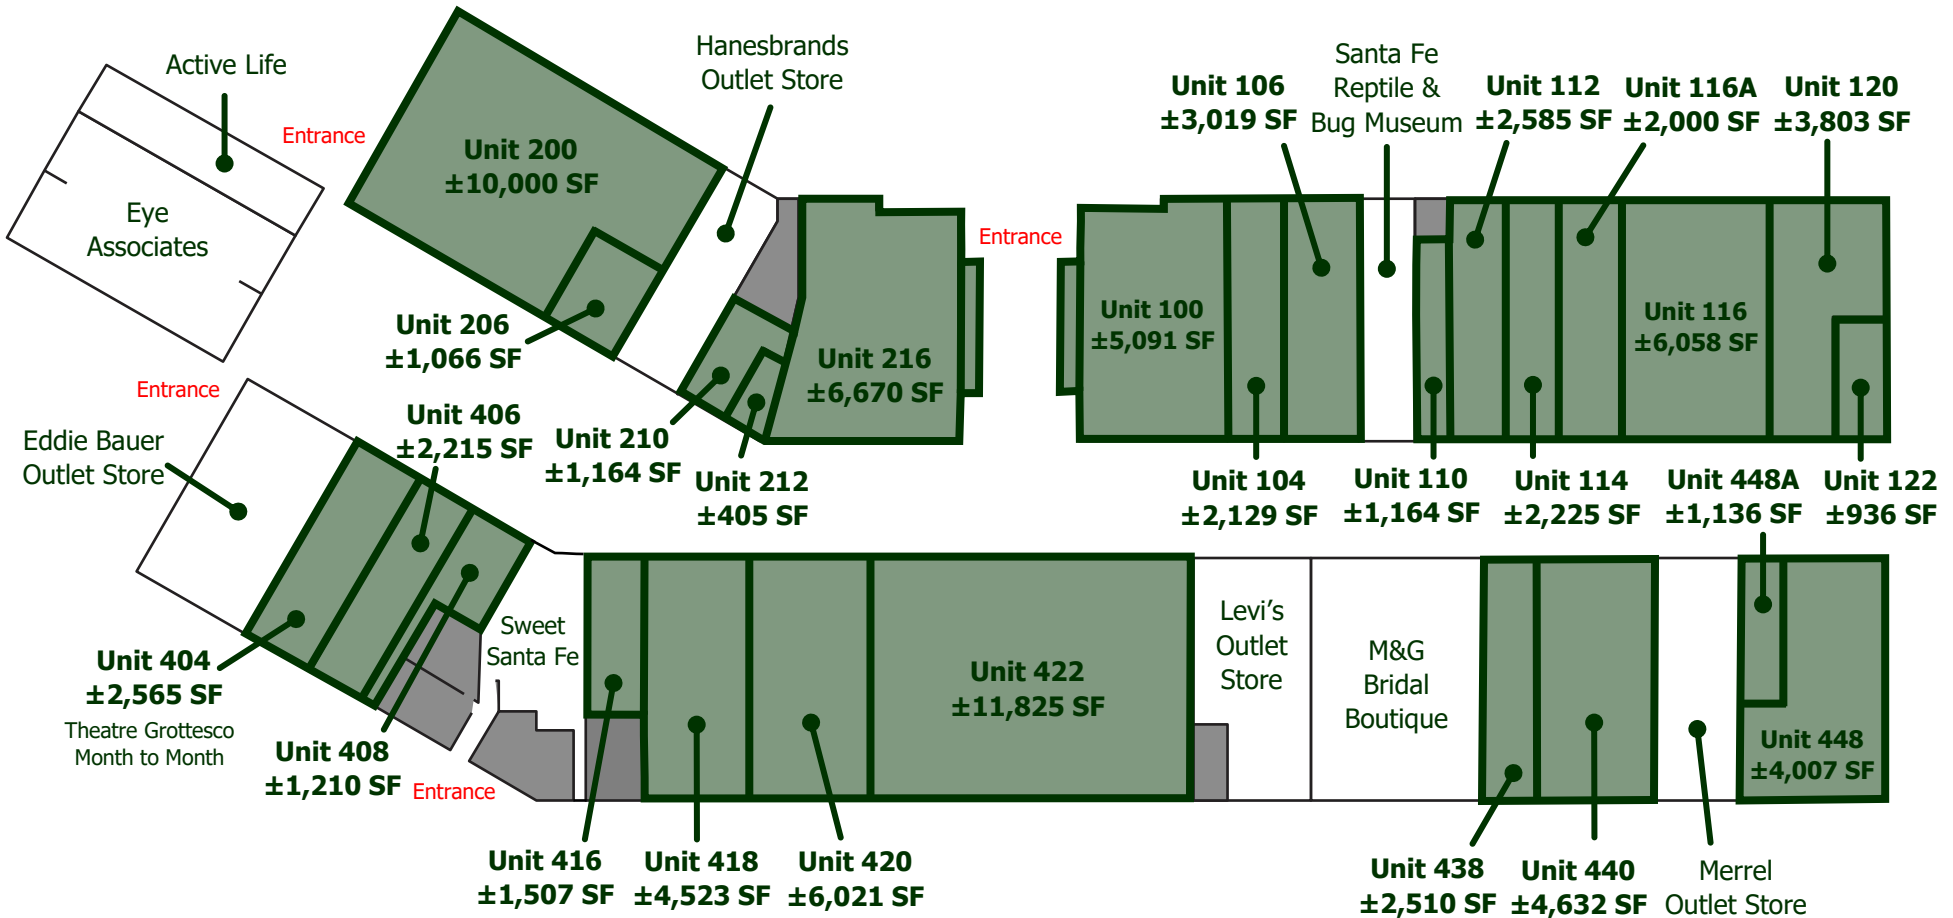 Active Life
Eye
Associates
Entrance
Unit 200
±10,000 SF
Hanesbrands
Outlet Store
Unit 206
±1,066 SF
Unit 210
±1,164 SF
Unit 212
±405 SF
Unit 216
±6,670 SF
Entrance
Unit 100
±5,091 SF
Unit 106
±3,019 SF
Santa Fe
Reptile &
Bug Museum
Unit 112
±2,585 SF
Unit 116A
±2,000 SF
Unit 120
±3,803 SF
Unit 116
±6,058 SF
Unit 104
±2,129 SF
Unit 110
±1,164 SF
Unit 114
±2,225 SF
Unit 448A
±1,136 SF
Unit 122
±936 SF
Entrance
Eddie Bauer
Outlet Store
Unit 406
±2,215 SF
Unit 404
±2,565 SF
Theatre Grottesco
Month to Month
Unit 408
±1,210 SF
Entrance
Sweet
Santa Fe
Unit 416
±1,507 SF
Unit 418
±4,523 SF
Unit 420
±6,021 SF
Unit 422
±11,825 SF
Levi's
Outlet
Store
M&G
Bridal
Boutique
Unit 438
±2,510 SF
Unit 440
±4,632 SF
Merrel
Outlet Store
Unit 448
±4,007 SF